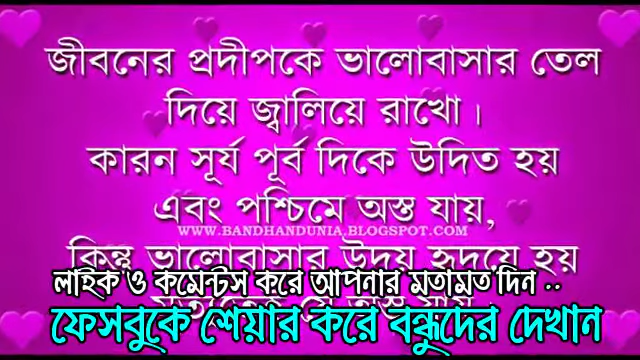 জীবনের প্রদীপকে ভালোবাসার তেল
দিয়ে জ্বালিয়ে রাখো।
কারন সূর্য পূর্ব দিকে উদিত হয়
এবং পশ্চিমে অস্ত যায়,
WWW.BANDHANDUNIA.BLOGSPOT.COM
কিন্তু ভালোবাসার উদয় হৃদয়ে হয়
লাইক ও কমেন্টস করে আপনার মতামত দিন ..
অস্ত যায়
ফেসবুকে শেয়ার করে বন্ধুদের দেখান